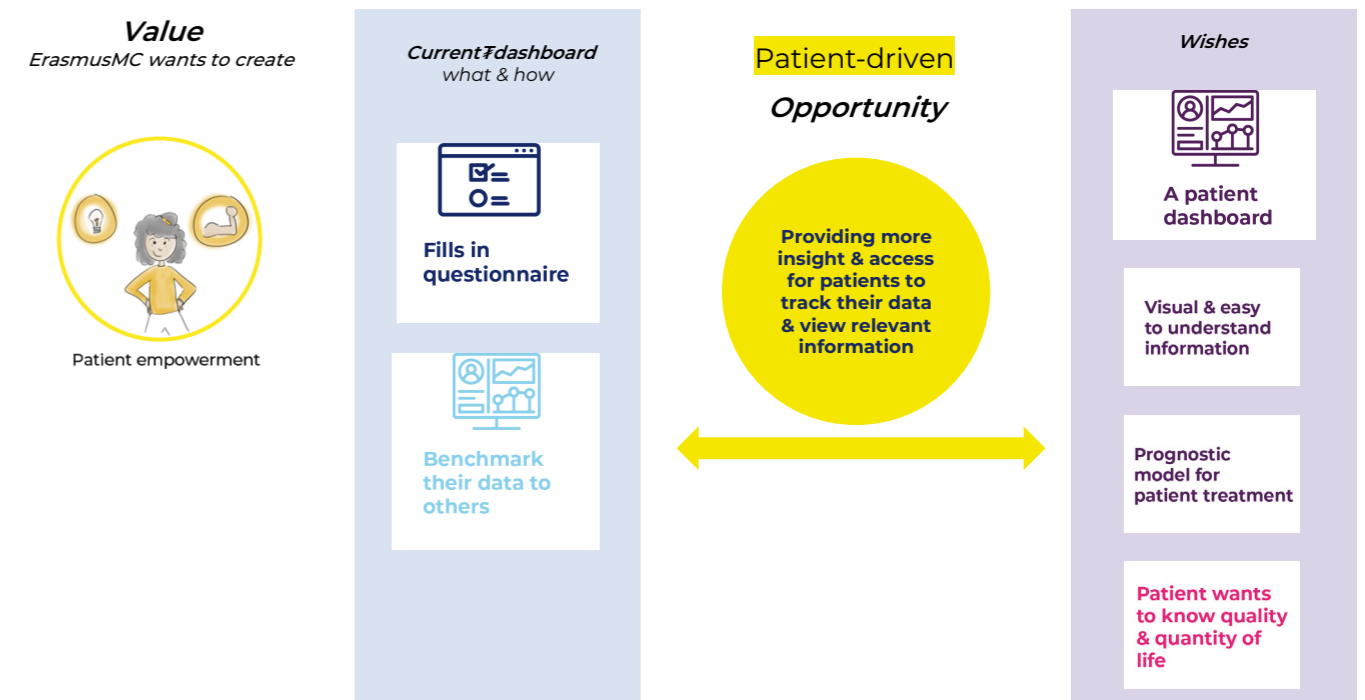 Value
ErasmusMC wants to create
Patient empowerment
Current₮dashboard
what & how
Fills in
questionnaire
Benchmark
their data to
others
Patient-driven
Opportunity
Providing more
insight & access
for patients to
track their data
& view relevant
information
Wishes
A patient
dashboard
Visual & easy
to understand
information
Prognostic
model for
patient treatment
Patient wants
to know quality
& quantity of
life